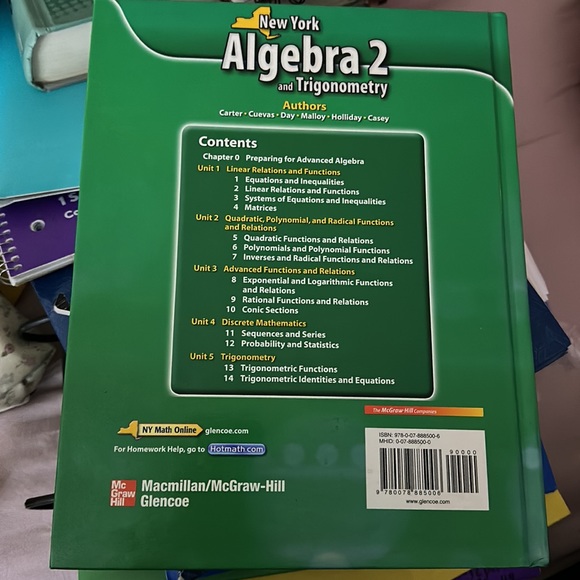 New York
Algebra 2
and Trigonometry
Authors
Carter • Cuevas • Day • Malloy • Holliday • Casey
Contents
Chapter 0 Preparing for Advanced Algebra
Unit 1 Linear Relations and Functions
1 Equations and Inequalities
2 Linear Relations and Functions
3 Systems of Equations and Inequalities
4 Matrices
Unit 2 Quadratic, Polynomial, and Radical Functions
and Relations
5 Quadratic Functions and Relations
6 Polynomials and Polynomial Functions
7 Inverses and Radical Functions and Relations
Unit 3 Advanced Functions and Relations
8 Exponential and Logarithmic Functions
and Relations
9 Rational Functions and Relations
10 Conic Sections
Unit 4 Discrete Mathematics
11 Sequences and Series
12 Probability and Statistics
Unit 5 Trigonometry
13 Trigonometric Functions
14 Trigonometric Identities and Equations
The McGraw Hill Companies
NY Math Online glencoe.com
For Homework Help, go to Hotmath.com
ISBN: 978-0-07-888500-6
MHID: 0-07-888500-0
90000
9 780078 885006
www.glencoe.com
Mc
Graw
Hill
Macmillan/McGraw-Hill
Glencoe